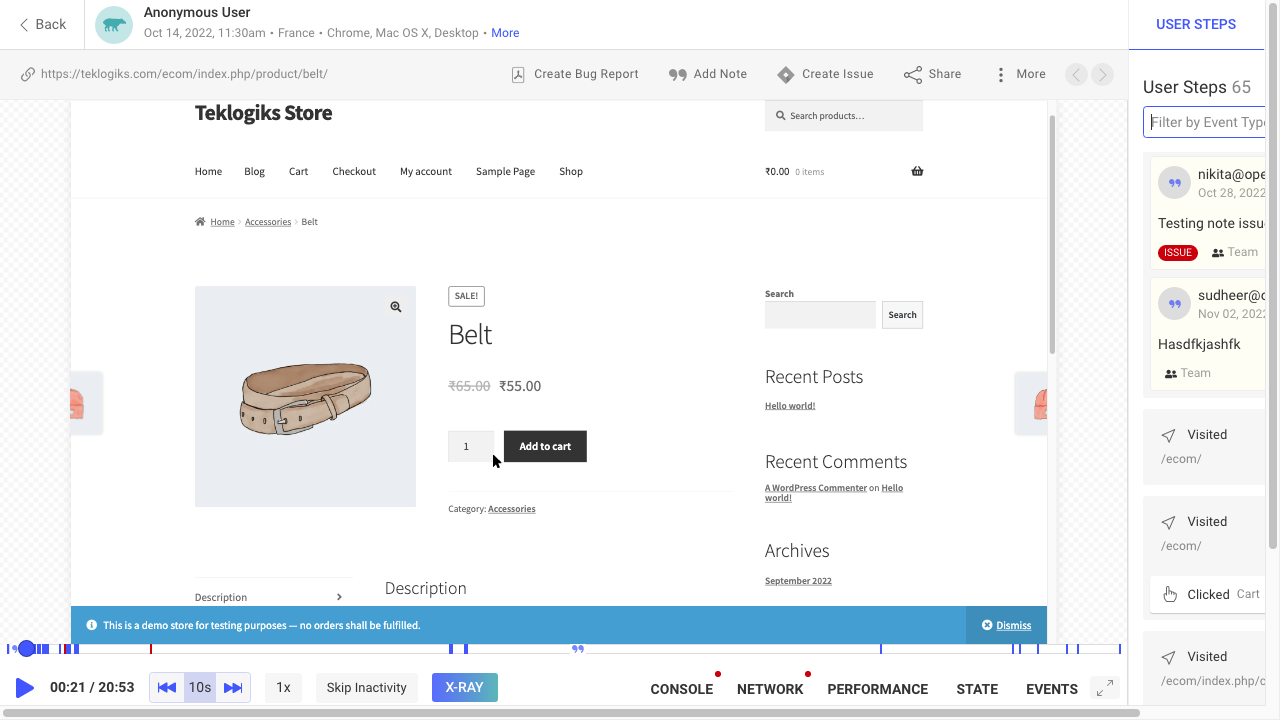 Back
Anonymous User
Oct 14, 2022, 11:30am • France • Chrome, Mac OS X, Desktop • More
USER STEPS
https://teklogiks.com/ecom/index.php/product/belt/
Create Bug Report
Add Note
Create Issue
Share
More
User Steps 65
Filter by Event Type
nikita@ope
Oct 28, 2022
Testing note issu
ISSUE
Team
sudheer@o
Nov 02, 2022
Hasdfkjashfk
Team
Visited
/ecom/
Visited
/ecom/
Clicked Cart
Visited
/ecom/index.php/c
Teklogiks Store
Search products…
Home Blog Cart Checkout My account Sample Page Shop
₹0.00 0 items
Home Accessories Belt
SALE!
Belt
₹65.00 ₹55.00
1
Add to cart
Category: Accessories
Search
Search
Recent Posts
Hello world!
Recent Comments
A WordPress Commenter on Hello
world!
Archives
September 2022
Description
Description
This is a demo store for testing purposes — no orders shall be fulfilled.
Dismiss
00:21 / 20:53
10s
1x
Skip Inactivity
X-RAY
CONSOLE
NETWORK
PERFORMANCE
STATE
EVENTS